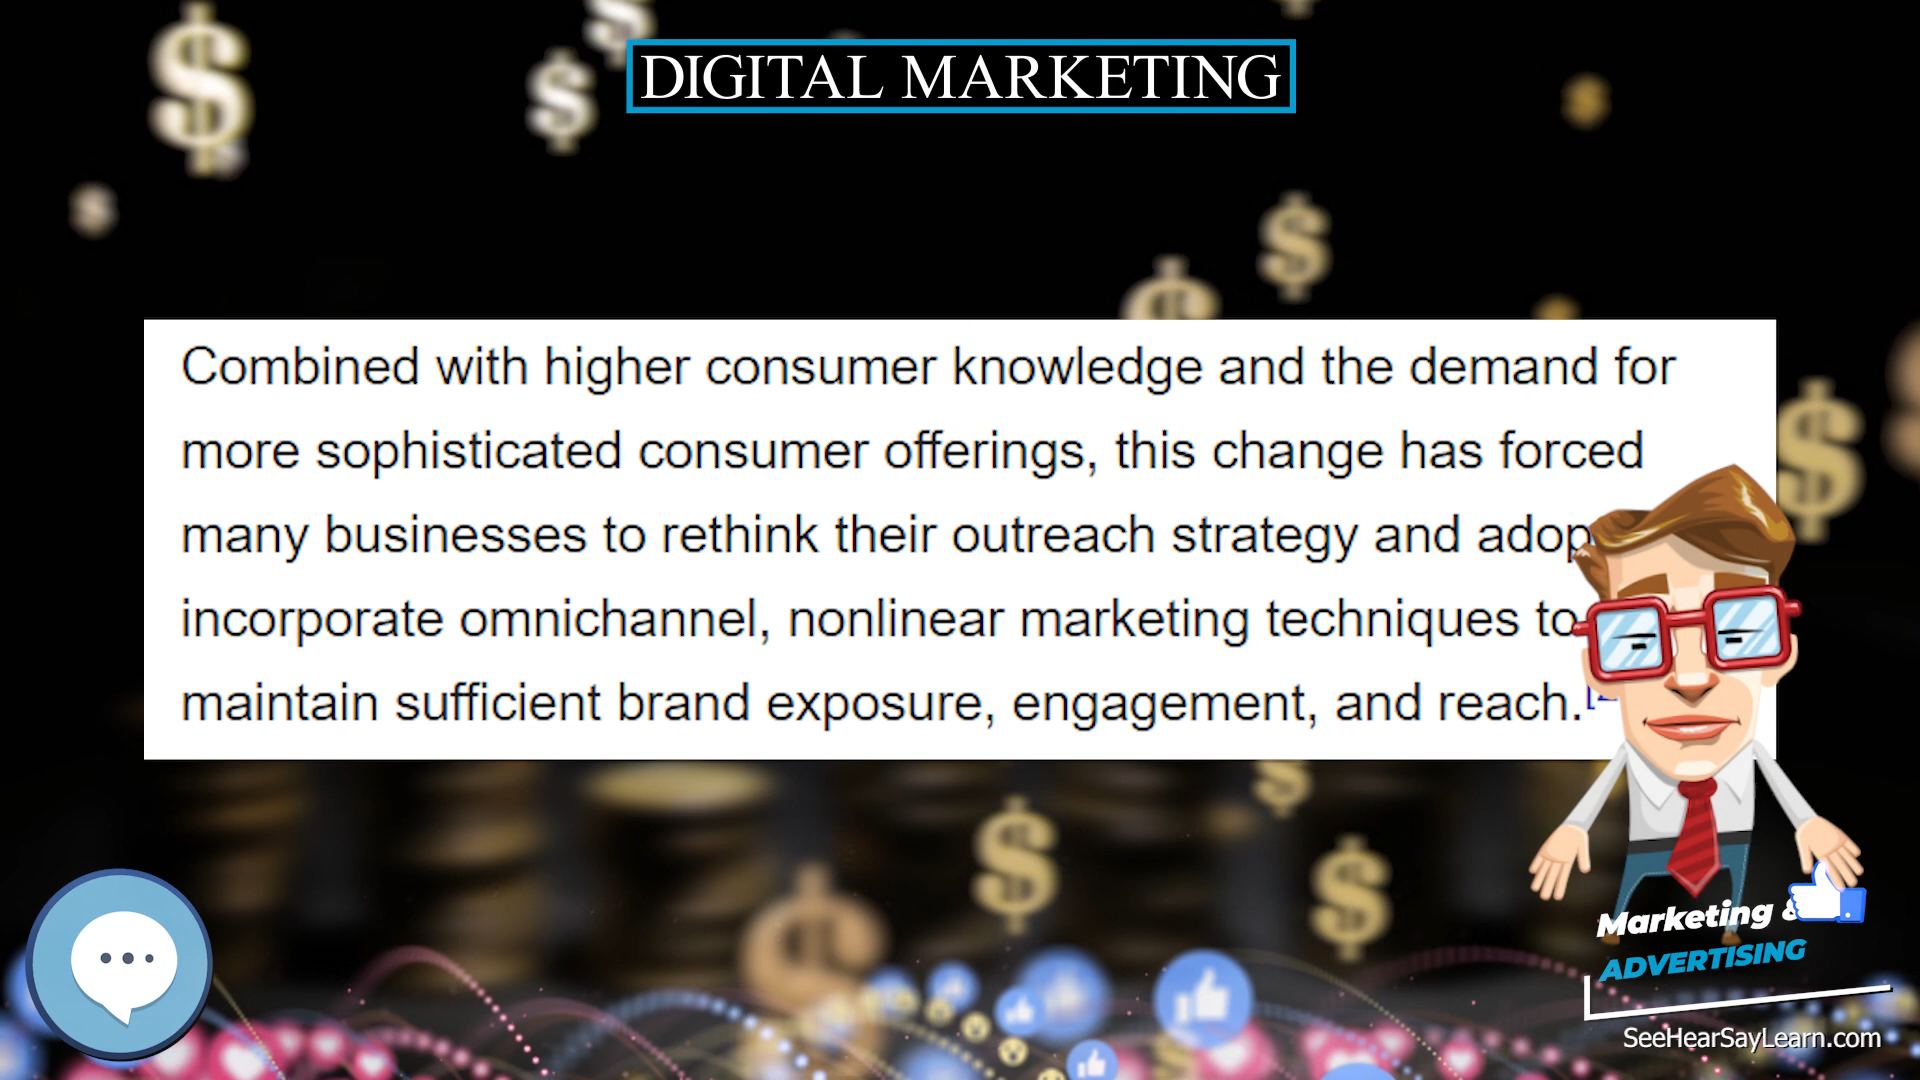 DIGITAL MARKETING
Combined with higher consumer knowledge and the demand for
more sophisticated consumer offerings, this change has forced
many businesses to rethink their outreach strategy and
incorporate omnichannel, nonlinear marketing techniques to
maintain sufficient brand exposure, engagement, and reach.
Marketing &
ADVERTISING
SeeHearSayLearn.com